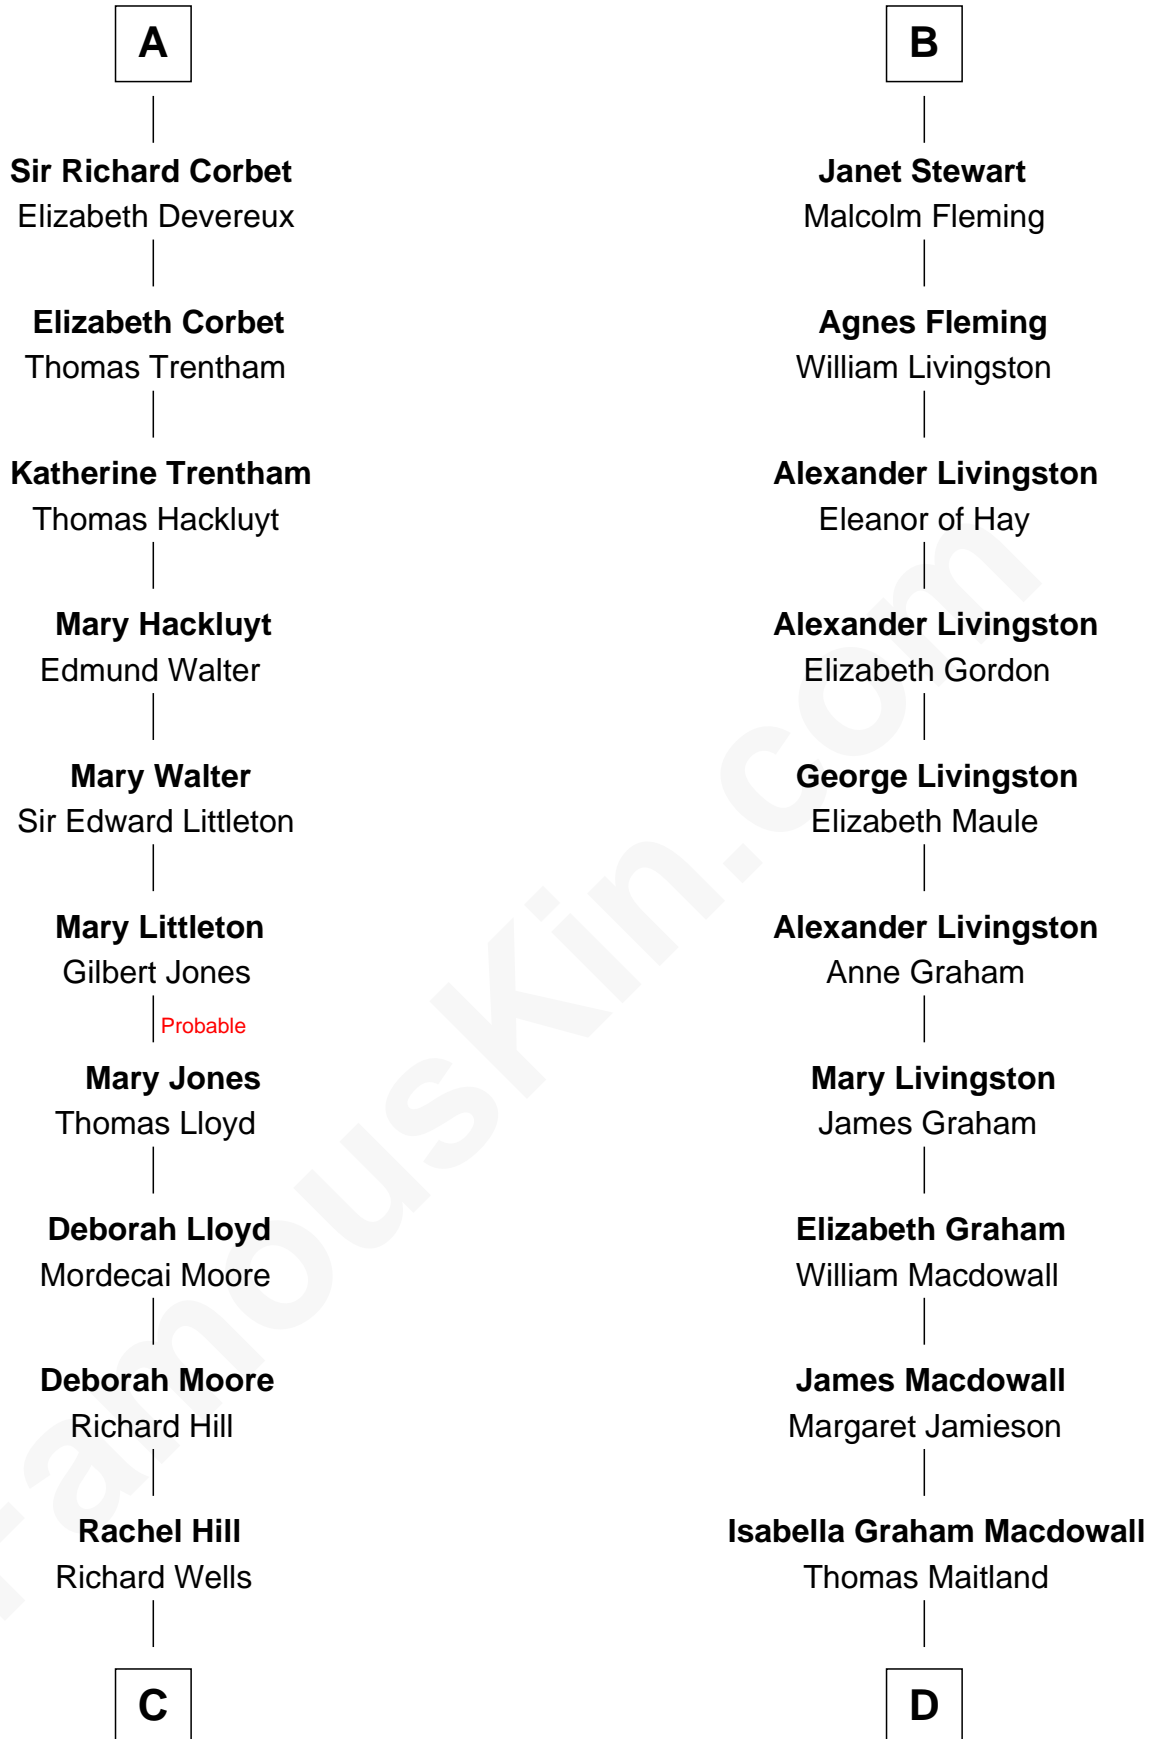 A
Sir Richard Corbet
Elizabeth Devereux
Elizabeth Corbet
Thomas Trentham
Katherine Trentham
Thomas Hackluyt
Mary Hackluyt
Edmund Walter
Mary Walter
Sir Edward Littleton
Mary Littleton
Gilbert Jones
Probable
Mary Jones
Thomas Lloyd
Deborah Lloyd
Mordecai Moore
Deborah Moore
Richard Hill
Rachel Hill
Richard Wells
C
B
Janet Stewart
Malcolm Fleming
Agnes Fleming
William Livingston
Alexander Livingston
Eleanor of Hay
Alexander Livingston
Elizabeth Gordon
George Livingston
Elizabeth Maule
Alexander Livingston
Anne Graham
Mary Livingston
James Graham
Elizabeth Graham
William Macdowall
James Macdowall
Margaret Jamieson
Isabella Graham Macdowall
Thomas Maitland
D
FamousKin.com